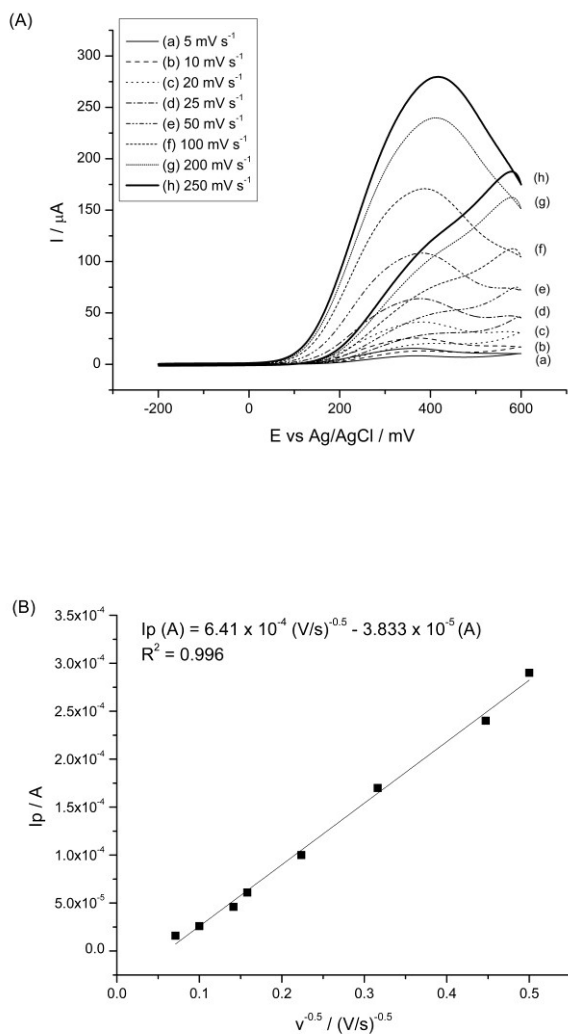 (A)
(a) 5 mV s⁻¹
(b) 10 mV s⁻¹
(c) 20 mV s⁻¹
(d) 25 mV s⁻¹
(e) 50 mV s⁻¹
(f) 100 mV s⁻¹
(g) 200 mV s⁻¹
(h) 250 mV s⁻¹
300
250
200
150
100
50
0
I / µA
(h)
(g)
(f)
(e)
(d)
(c)
(b)
(a)
-200 0 200 400 600
E vs Ag/AgCl / mV
(B)
Ip (A) = 6.41 x 10⁻⁴ (V/s)⁻⁰·⁵ - 3.833 x 10⁻⁵ (A)
R² = 0.996
3.5x10⁻⁴
3.0x10⁻⁴
2.5x10⁻⁴
2.0x10⁻⁴
1.5x10⁻⁴
1.0x10⁻⁴
5.0x10⁻⁵
0.0
Ip / A
0.0 0.1 0.2 0.3 0.4 0.5
v⁻⁰·⁵ / (V/s)⁻⁰·⁵